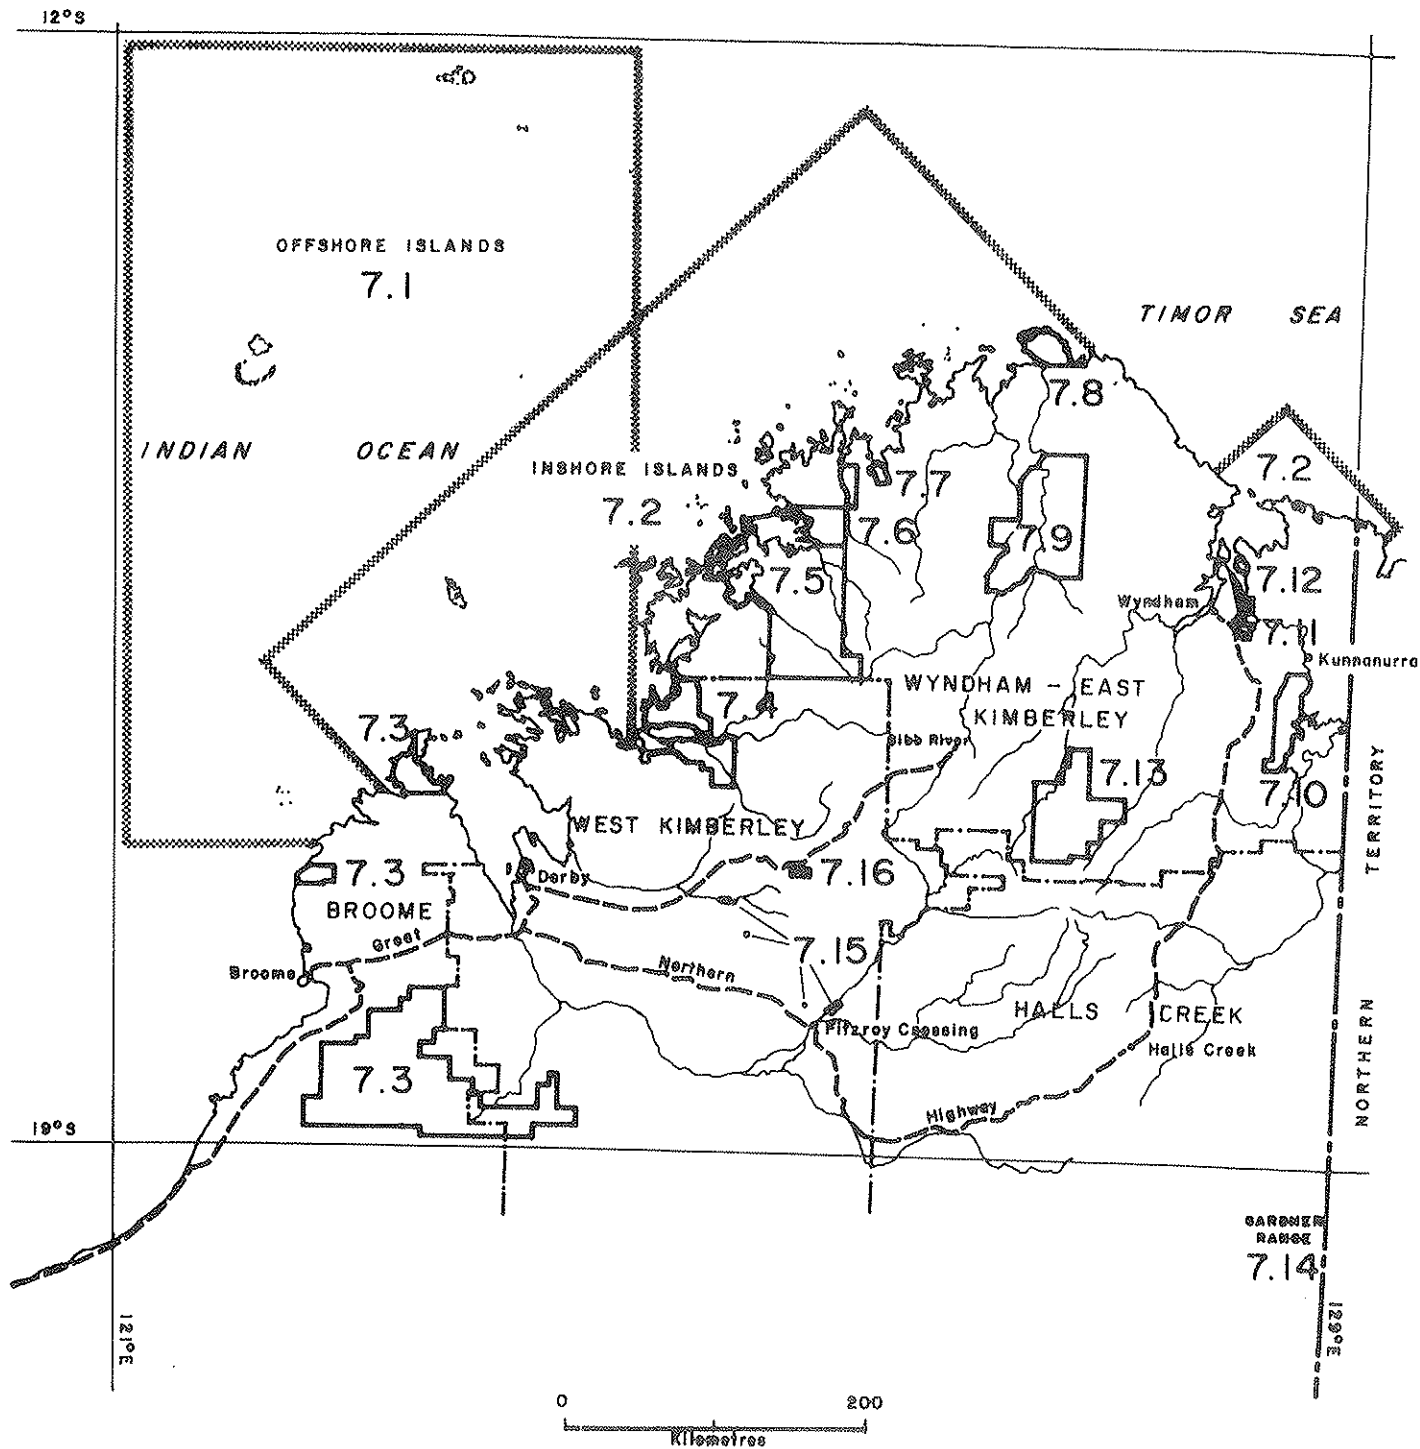 12°S
OFFSHORE ISLANDS
7.1
TIMOR SEA
7.8
INDIAN OCEAN
INSHORE ISLANDS
7.2
7.2
7.7
7.6
7.9
7.5
7.12
Wyndham
7.11
Kunnanurra
WYNDHAM - EAST
KIMBERLEY
7.3
Gibb River
7.13
7.10
WEST KIMBERLEY
TERRITORY
7.3
Derby
7.16
BROOME
Great
7.15
Broome
Northern
HALLS CREEK
Fitzroy Crossing
Halls Creek
7.3
NORTHERN
Highway
19°S
GARDNER
RANGE
7.14
121°E
129°E
0 200
Kilometres